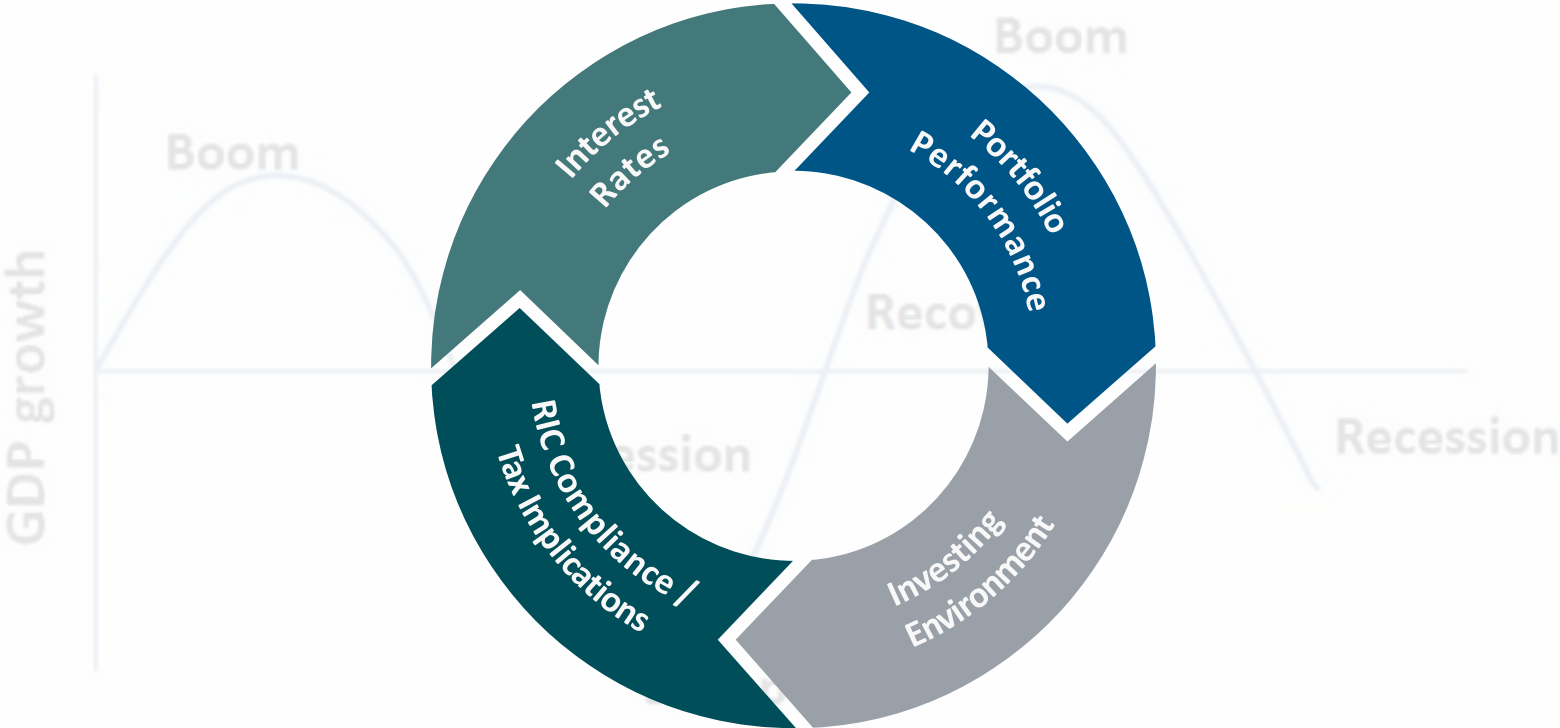 Boom
Boom
Interest
Rates
Portfolio
Performance
GDP growth
Recession
RIC Compliance /
Tax Implications
Investing
Environment